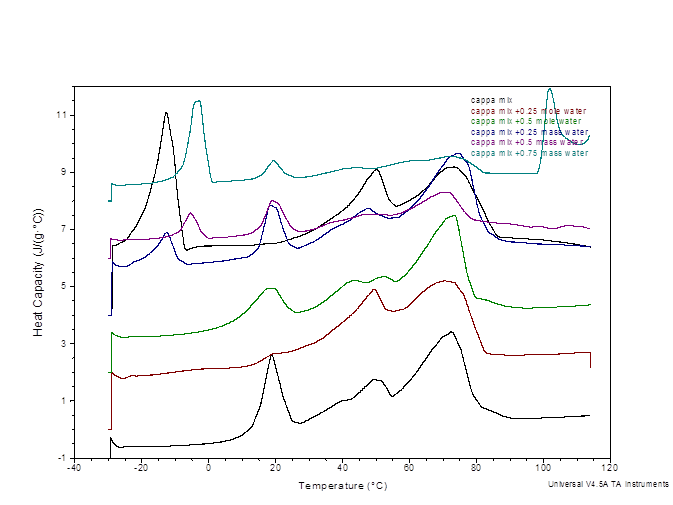 cappa mix
cappa mix +0.25 mole water
cappa mix +0.5 mole water
cappa mix +0.25 mass water
cappa mix +0.5 mass water
cappa mix +0.75 mass water
11
9
7
5
3
1
-1
Heat Capacity (J/(g·°C))
-40 -20 0 20 40 60 80 100 120
Temperature (°C)
Universal V4.5A TA Instruments